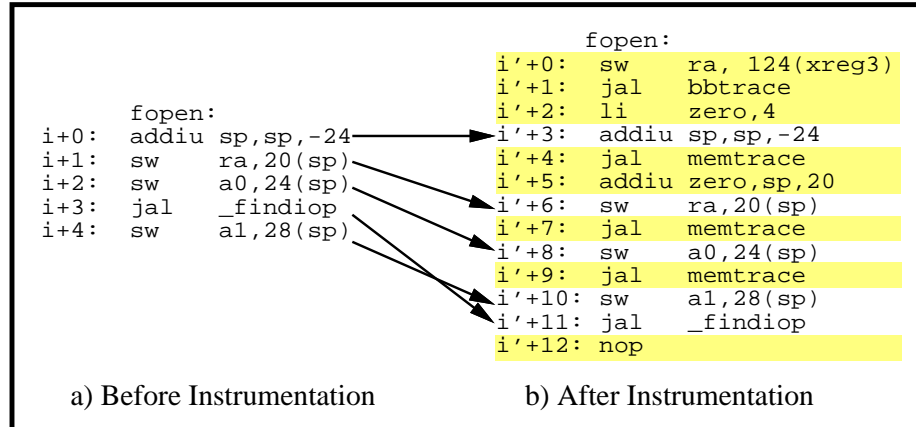 fopen:
i+0: addiu sp,sp,-24
i+1: sw ra,20(sp)
i+2: sw a0,24(sp)
i+3: jal _findiop
i+4: sw a1,28(sp)
a) Before Instrumentation
fopen:
i'+0: sw ra, 124(xreg3)
i'+1: jal bbtrace
i'+2: li zero,4
i'+3: addiu sp,sp,-24
i'+4: jal memtrace
i'+5: addiu zero,sp,20
i'+6: sw ra,20(sp)
i'+7: jal memtrace
i'+8: sw a0,24(sp)
i'+9: jal memtrace
i'+10: sw a1,28(sp)
i'+11: jal _findiop
i'+12: nop
b) After Instrumentation